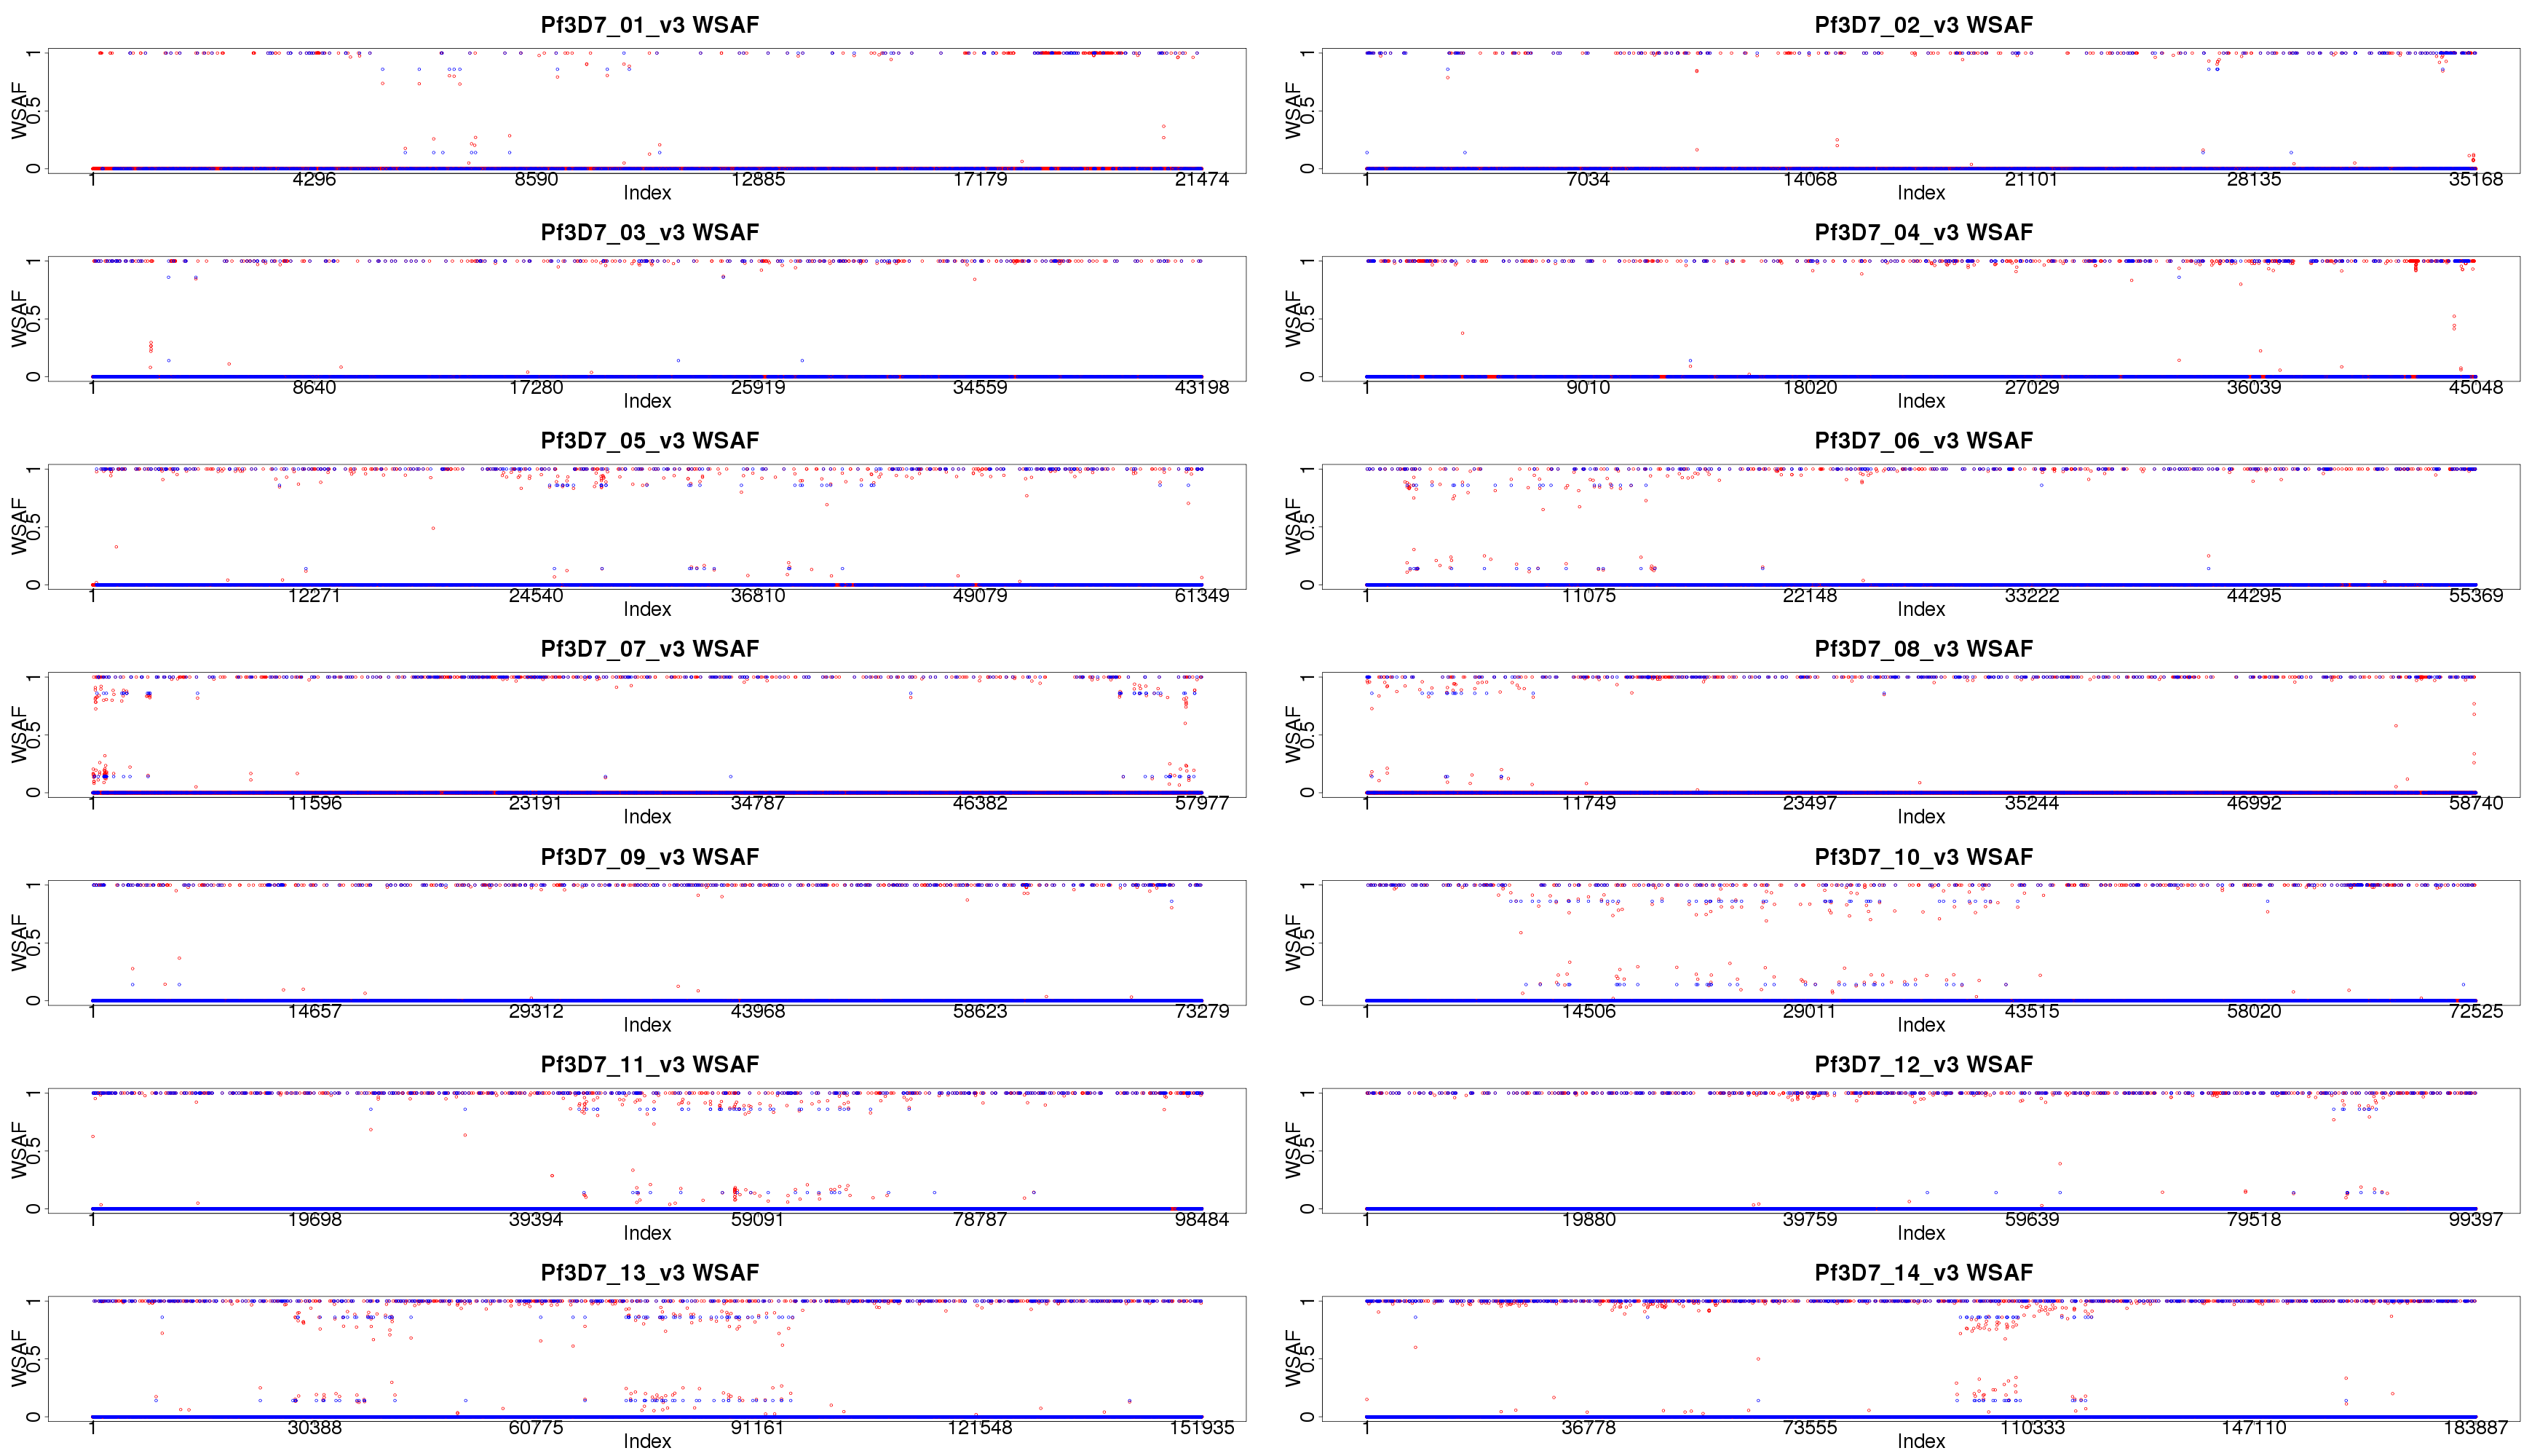 Pf3D7_01_v3 WSAF
WSAF
0 0.5 1
1 4296 8590 12885 17179 21474
Index
Pf3D7_02_v3 WSAF
WSAF
0 0.5 1
1 7034 14068 21101 28135 35168
Index
Pf3D7_03_v3 WSAF
WSAF
0 0.5 1
1 8640 17280 25919 34559 43198
Index
Pf3D7_04_v3 WSAF
WSAF
0 0.5 1
1 9010 18020 27029 36039 45048
Index
Pf3D7_05_v3 WSAF
WSAF
0 0.5 1
1 12271 24540 36810 49079 61349
Index
Pf3D7_06_v3 WSAF
WSAF
0 0.5 1
1 11075 22148 33222 44295 55369
Index
Pf3D7_07_v3 WSAF
WSAF
0 0.5 1
1 11596 23191 34787 46382 57977
Index
Pf3D7_08_v3 WSAF
WSAF
0 0.5 1
1 11749 23497 35244 46992 58740
Index
Pf3D7_09_v3 WSAF
WSAF
0 0.5 1
1 14657 29312 43968 58623 73279
Index
Pf3D7_10_v3 WSAF
WSAF
0 0.5 1
1 14506 29011 43515 58020 72525
Index
Pf3D7_11_v3 WSAF
WSAF
0 0.5 1
1 19698 39394 59091 78787 98484
Index
Pf3D7_12_v3 WSAF
WSAF
0 0.5 1
1 19880 39759 59639 79518 99397
Index
Pf3D7_13_v3 WSAF
WSAF
0 0.5 1
1 30388 60775 91161 121548 151935
Index
Pf3D7_14_v3 WSAF
WSAF
0 0.5 1
1 36778 73555 110333 147110 183887
Index